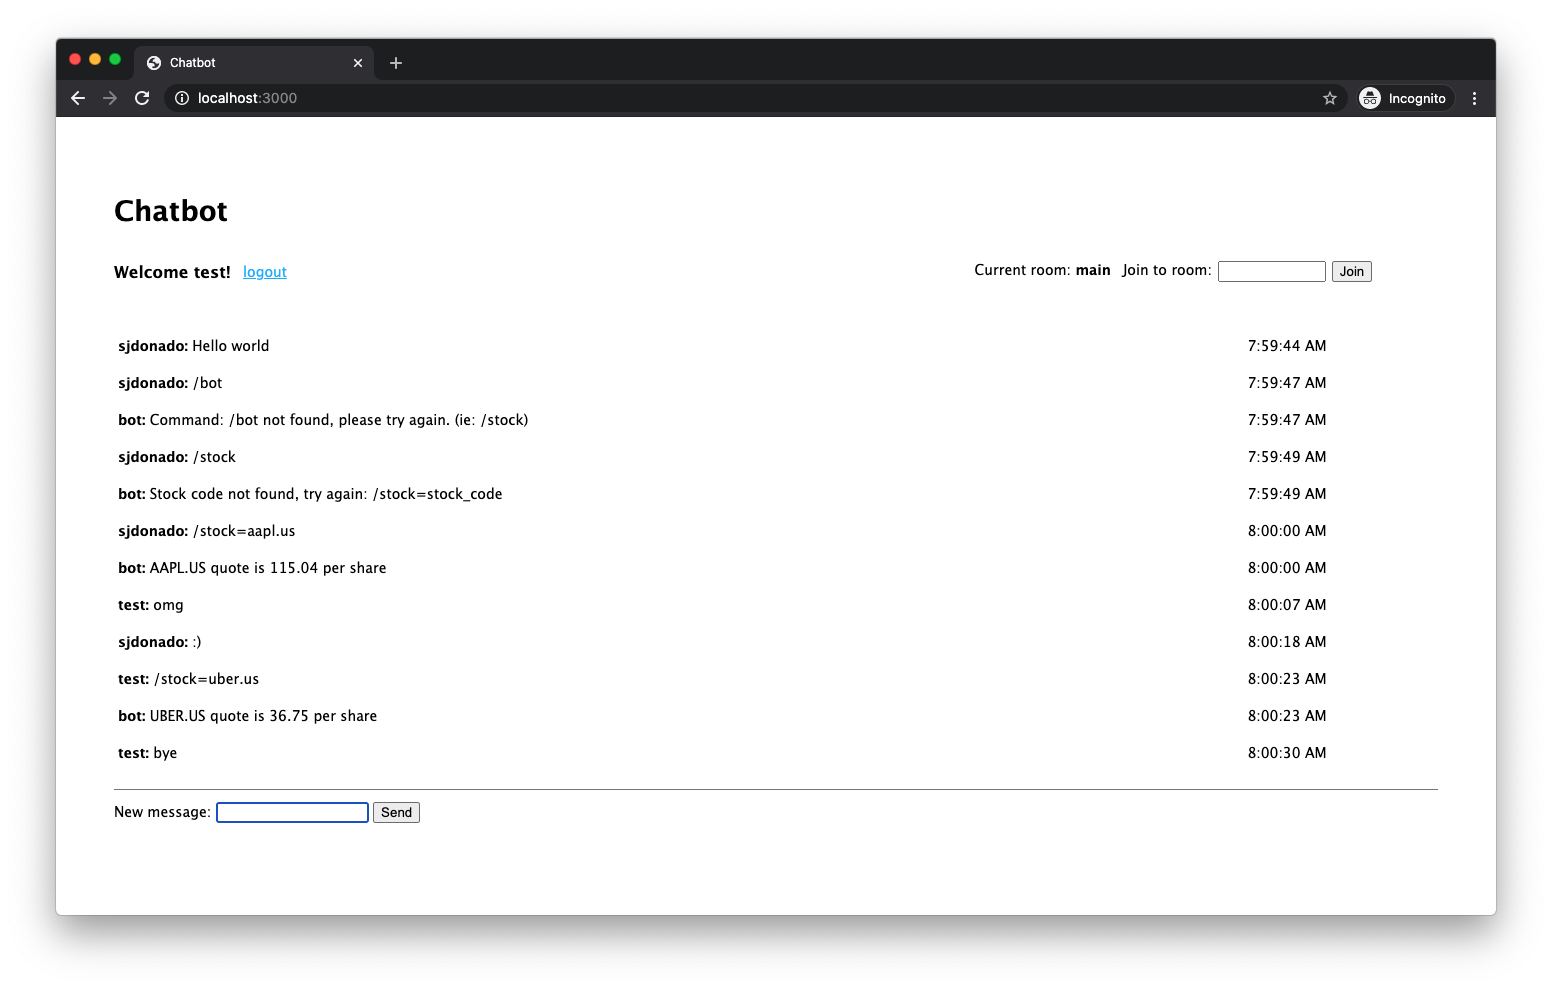 Chatbot
localhost:3000
Incognito
Chatbot
Welcome test! logout
Current room: main Join to room: Join
sjdonado: Hello world 7:59:44 AM
sjdonado: /bot 7:59:47 AM
bot: Command: /bot not found, please try again. (ie: /stock) 7:59:47 AM
sjdonado: /stock 7:59:49 AM
bot: Stock code not found, try again: /stock=stock_code 7:59:49 AM
sjdonado: /stock=aapl.us 8:00:00 AM
bot: AAPL.US quote is 115.04 per share 8:00:00 AM
test: omg 8:00:07 AM
sjdonado: :) 8:00:18 AM
test: /stock=uber.us 8:00:23 AM
bot: UBER.US quote is 36.75 per share 8:00:23 AM
test: bye 8:00:30 AM
New message: Send